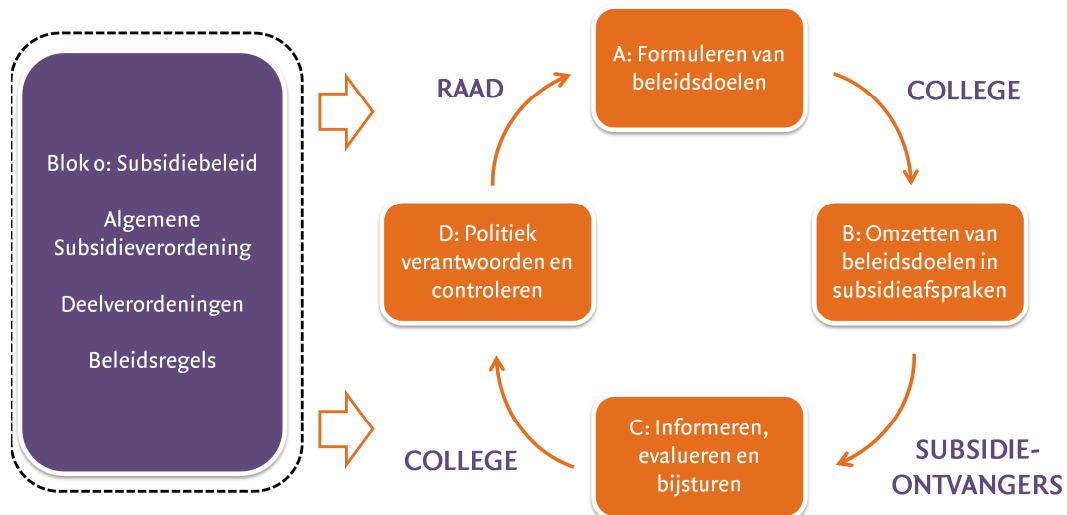 Blok 0: Subsidiebeleid
Algemene
Subsidieverordening
Deelverordeningen
Beleidsregels
RAAD
A: Formuleren van
beleidsdoelen
COLLEGE
D: Politiek
verantwoorden en
controleren
B: Omzetten van
beleidsdoelen in
subsidieafspraken
COLLEGE
C: Informeren,
evalueren en
bijsturen
SUBSIDIE-
ONTVANGERS